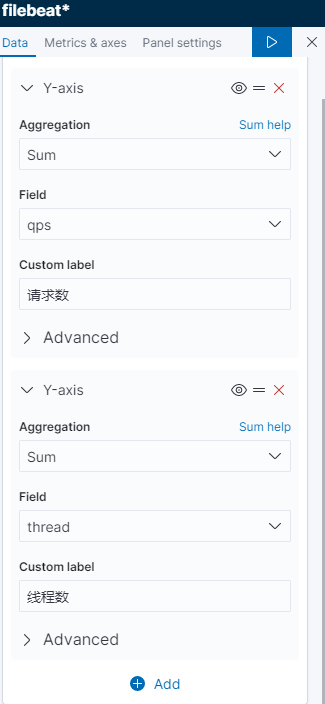 filebeat*
Data Metrics & axes Panel settings
Y-axis
Aggregation Sum help
Sum
Field
qps
Custom label
请求数
Advanced
Y-axis
Aggregation Sum help
Sum
Field
thread
Custom label
线程数
Advanced
Add